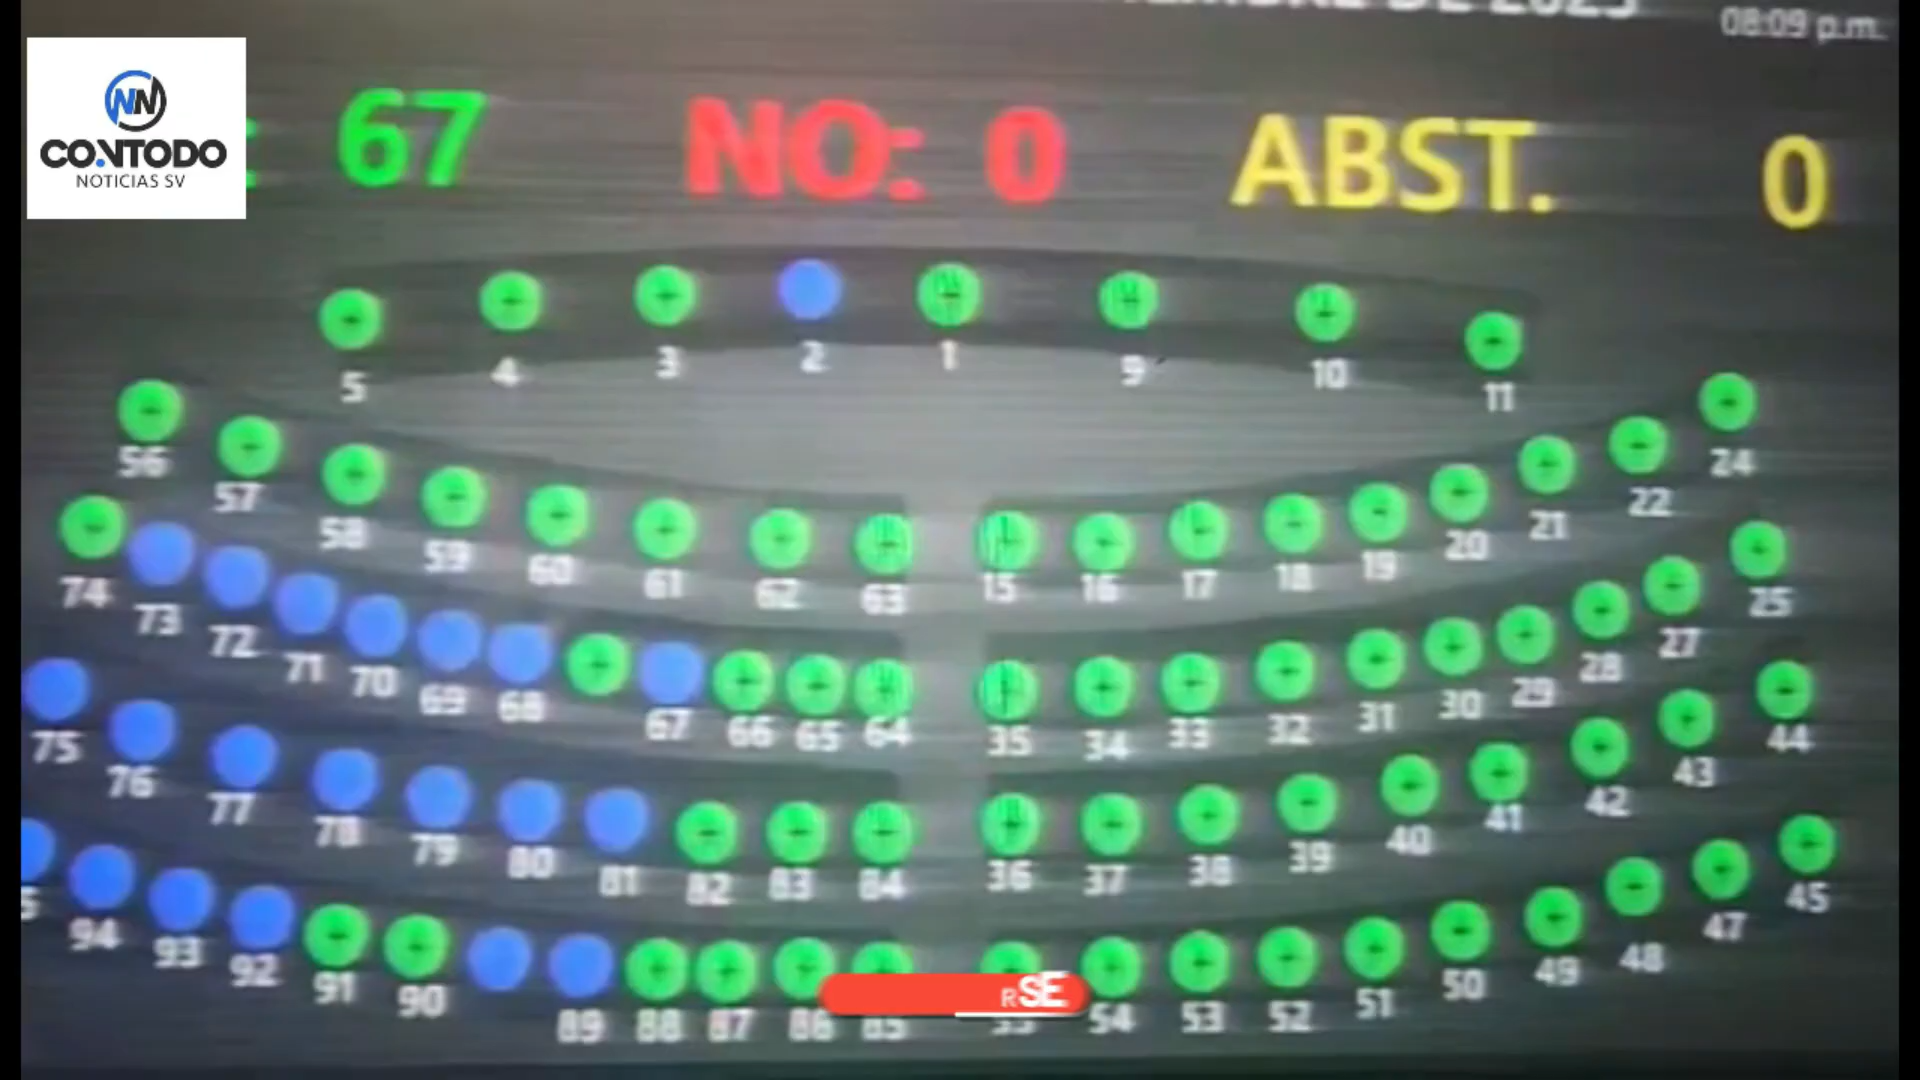 DE 2023
08:09 p.m.
CONTODO
NOTICIAS SV
: 67 NO: 0 ABST. 0
5 4 3 2 1 9 10 11
56 57 58 59 60 61 62 63 15 16 17 18 19 20 21 22 24
74 73 72 71 70 69 68 67 66 65 64 35 34 33 32 31 30 29 28 27 25
75 76 77 78 79 80 81 82 83 84 36 37 38 39 40 41 42 43 44
94 93 92 91 90 89 88 87 86 85 54 53 52 51 50 49 48 47 45
RSE